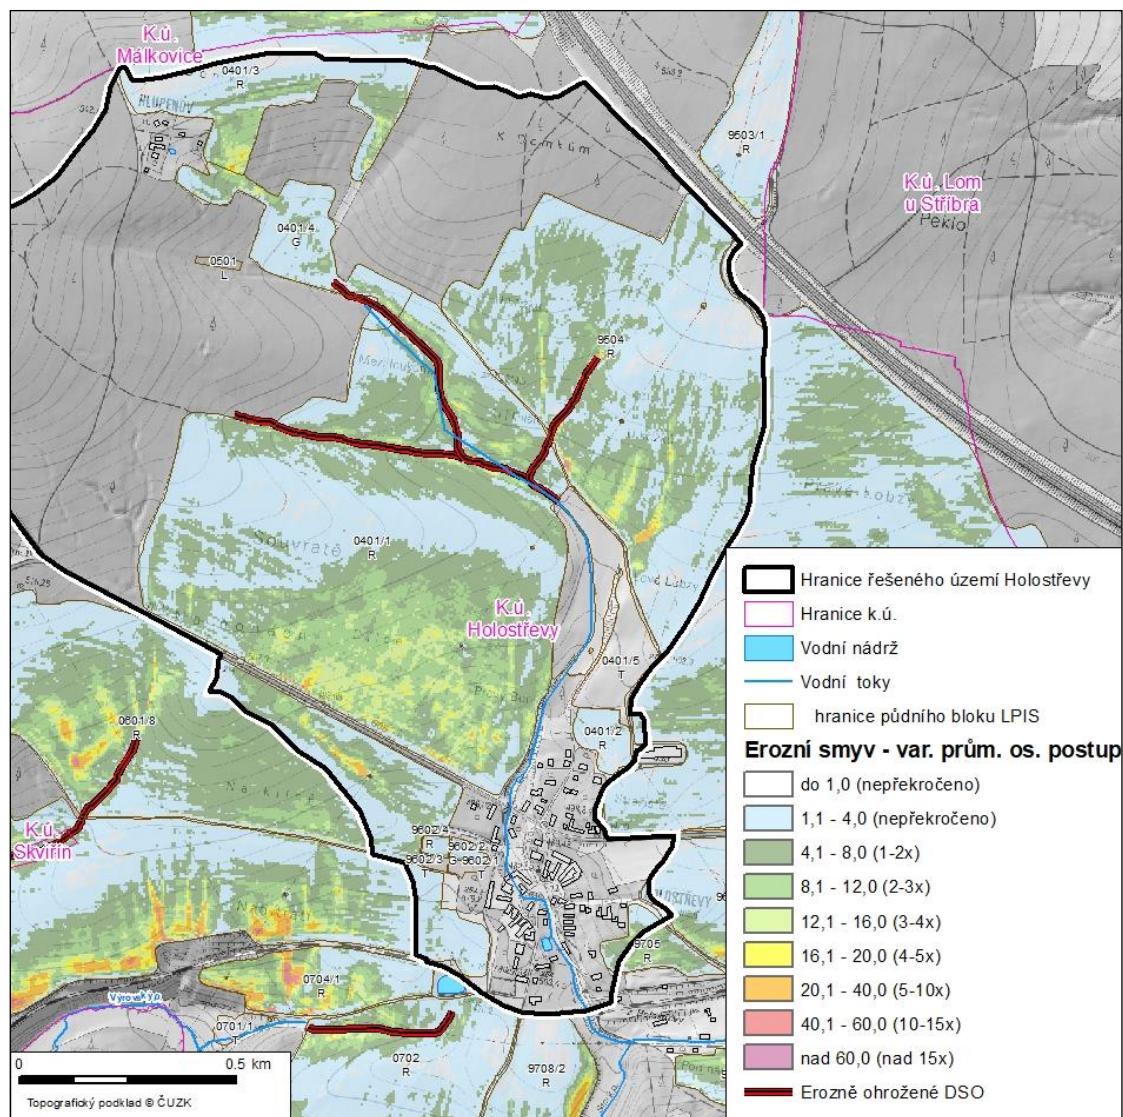 K.ú.
Málkovice
0401/3
R
HLUPENOV
9503/1
R
K.ú. Lom
u Stříbra
Peklo
0401/4
G
0501
L
9504
R
0401/1
R
Souvratě
K.ú.
Holostřevy
0401/5
T
0401/2
R
0601/8
R
K.ú.
Skviřín
9602/4
R
9602/2
9602/3
G
9602/1
T
T
9705
R
0704/1
R
0701/1
T
0702
R
9708/2
R
Hranice řešeného území Holostřevy
Hranice k.ú.
Vodní nádrž
Vodní toky
hranice půdního bloku LPIS
Erozní smyv - var. prům. os. postup
do 1,0 (nepřekročeno)
1,1 - 4,0 (nepřekročeno)
4,1 - 8,0 (1-2x)
8,1 - 12,0 (2-3x)
12,1 - 16,0 (3-4x)
16,1 - 20,0 (4-5x)
20,1 - 40,0 (5-10x)
40,1 - 60,0 (10-15x)
nad 60,0 (nad 15x)
Erozně ohrožené DSO
0 0.5 km
Topografický podklad © ČUZK